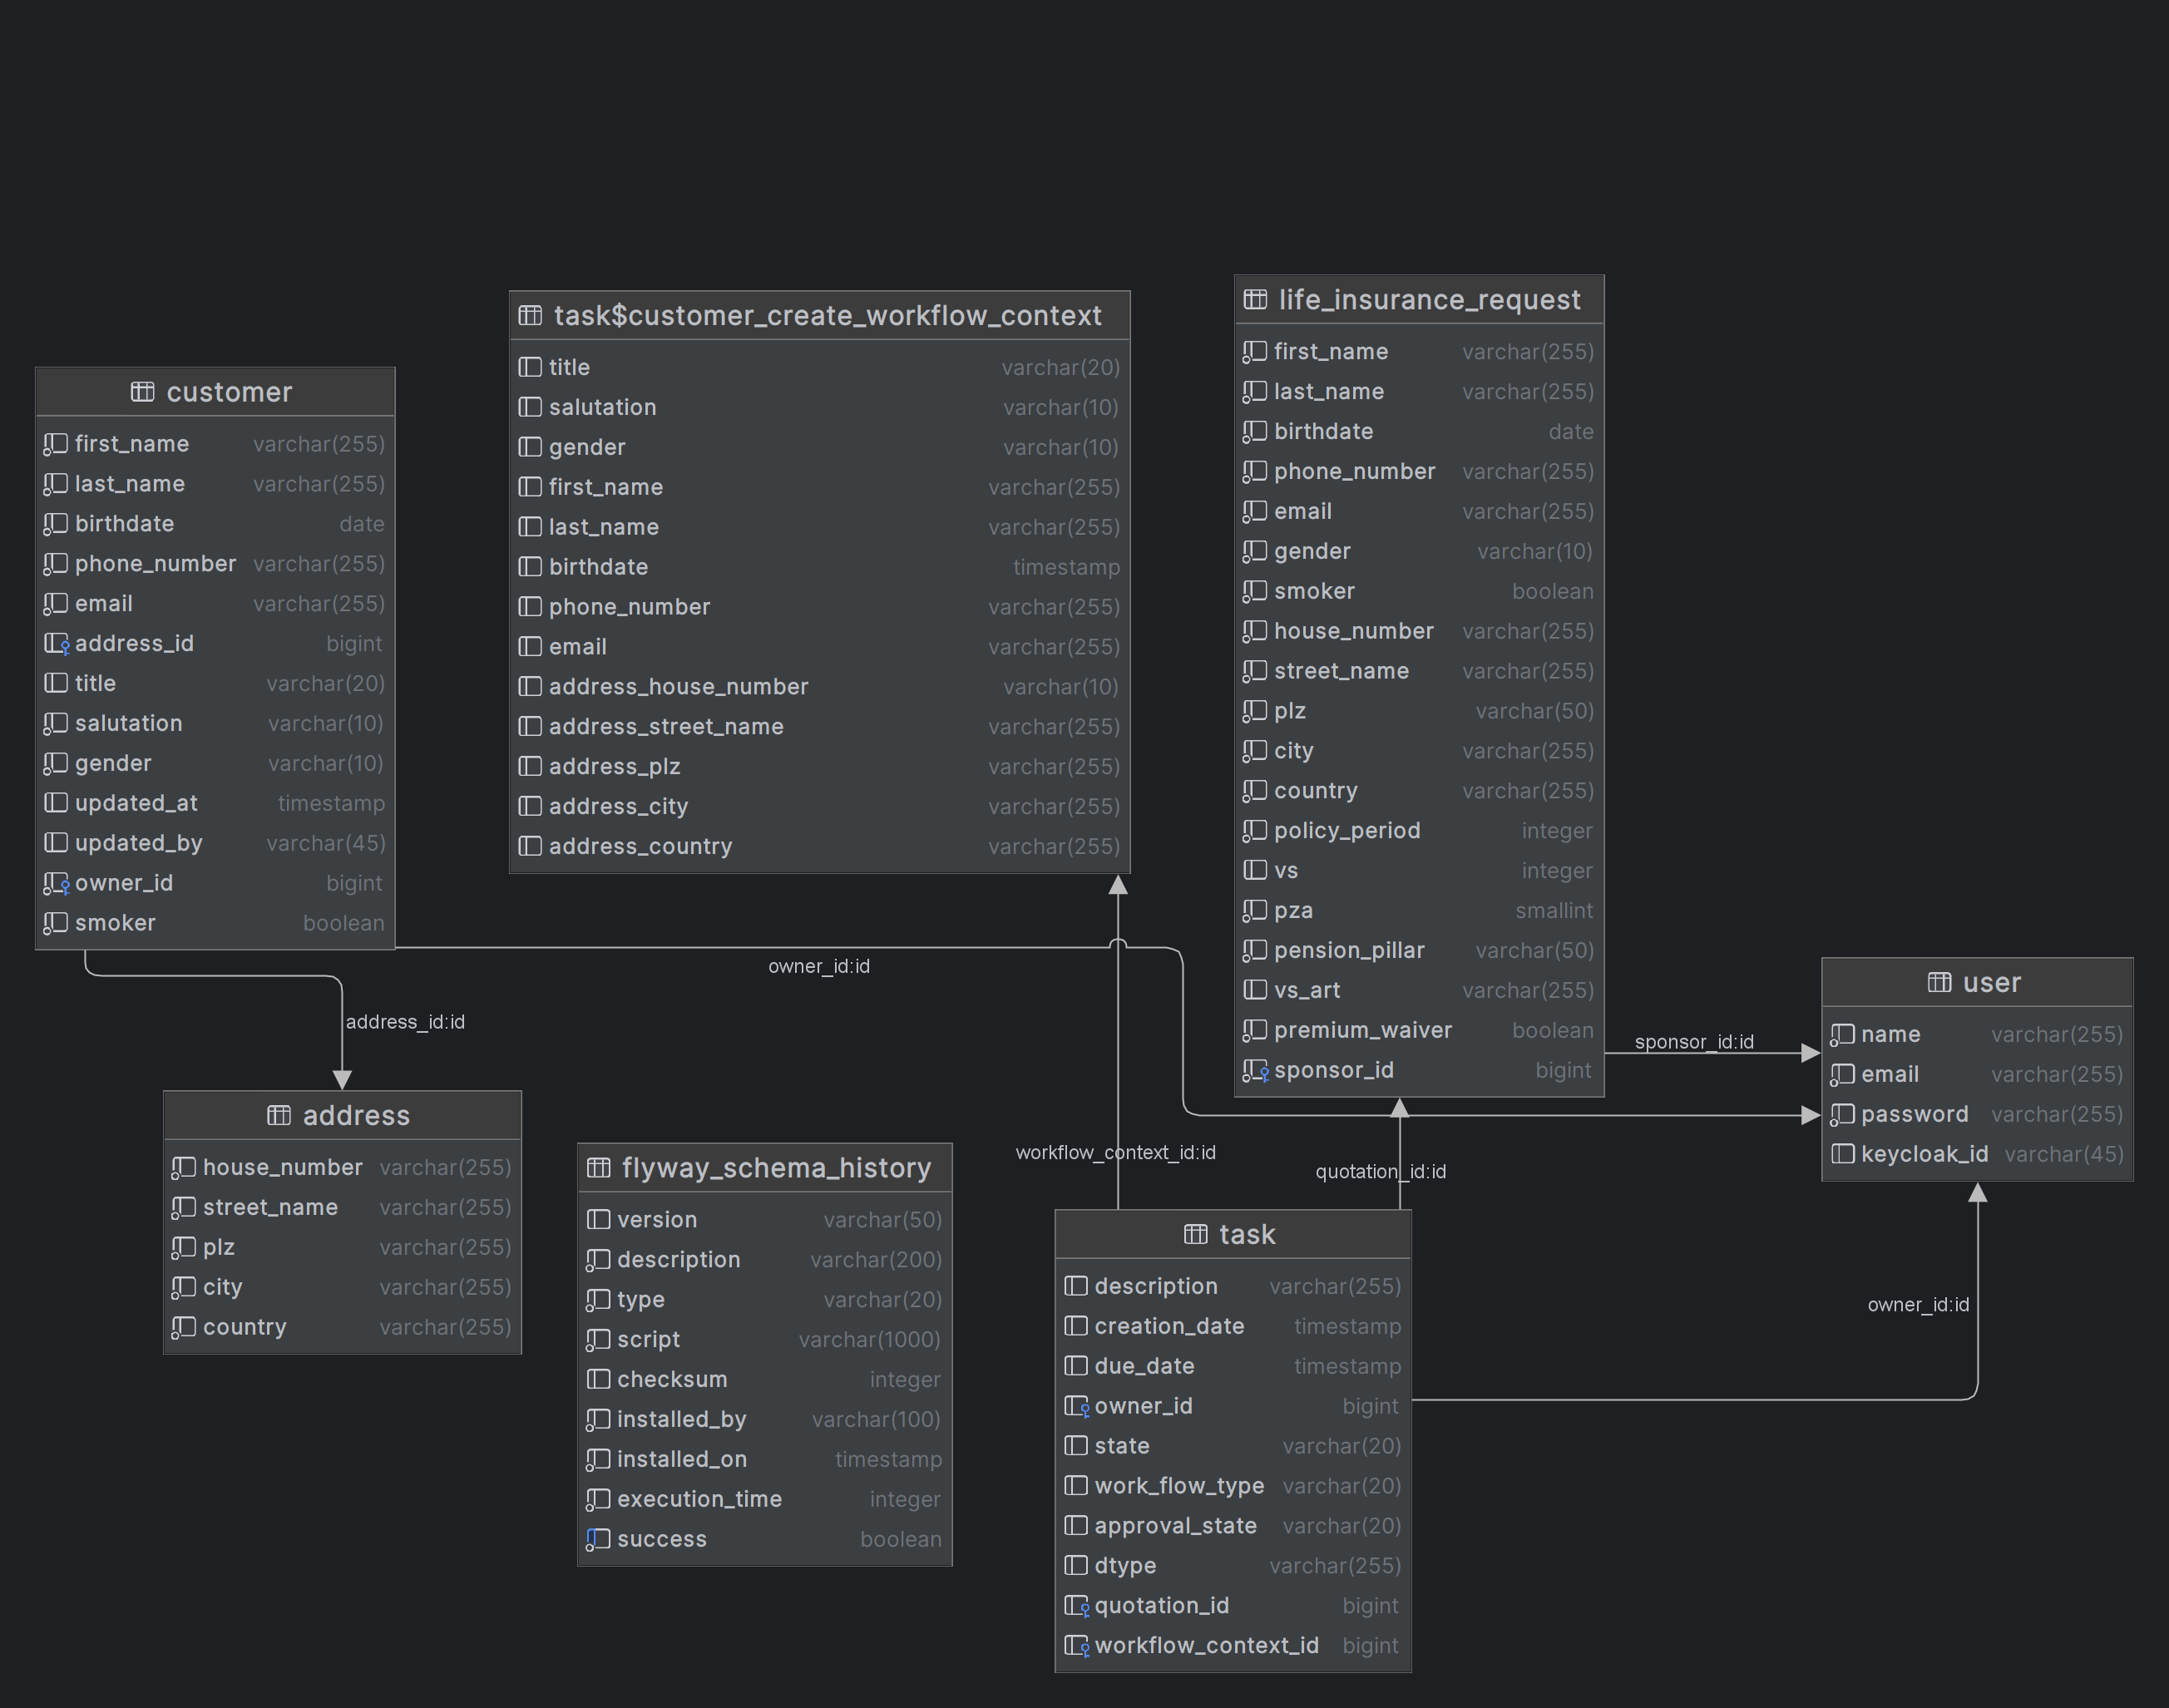 customer
first_name varchar(255)
last_name varchar(255)
birthdate date
phone_number varchar(255)
email varchar(255)
address_id bigint
title varchar(20)
salutation varchar(10)
gender varchar(10)
updated_at timestamp
updated_by varchar(45)
owner_id bigint
smoker boolean
task$customer_create_workflow_context
title varchar(20)
salutation varchar(10)
gender varchar(10)
first_name varchar(255)
last_name varchar(255)
birthdate timestamp
phone_number varchar(255)
email varchar(255)
address_house_number varchar(10)
address_street_name varchar(255)
address_plz varchar(255)
address_city varchar(255)
address_country varchar(255)
life_insurance_request
first_name varchar(255)
last_name varchar(255)
birthdate date
phone_number varchar(255)
email varchar(255)
gender varchar(10)
smoker boolean
house_number varchar(255)
street_name varchar(255)
plz varchar(50)
city varchar(255)
country varchar(255)
policy_period integer
vs integer
pza smallint
pension_pillar varchar(50)
vs_art varchar(255)
premium_waiver boolean
sponsor_id bigint
owner_id:id
address_id:id
sponsor_id:id
user
name varchar(255)
email varchar(255)
password varchar(255)
keycloak_id varchar(45)
address
house_number varchar(255)
street_name varchar(255)
plz varchar(255)
city varchar(255)
country varchar(255)
flyway_schema_history
version varchar(50)
description varchar(200)
type varchar(20)
script varchar(1000)
checksum integer
installed_by varchar(100)
installed_on timestamp
execution_time integer
success boolean
workflow_context_id:id
quotation_id:id
task
description varchar(255)
creation_date timestamp
due_date timestamp
owner_id bigint
state varchar(20)
work_flow_type varchar(20)
approval_state varchar(20)
dtype varchar(255)
quotation_id bigint
workflow_context_id bigint
owner_id:id